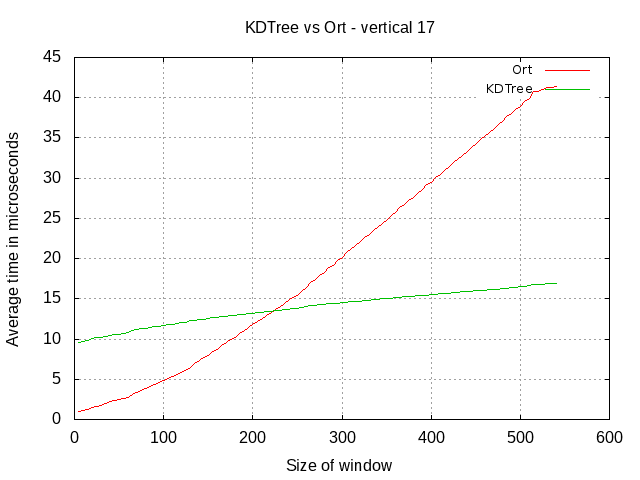 KDTree vs Ort - vertical 17
Ort
KDTree
45
40
35
30
25
20
15
10
5
0
0 100 200 300 400 500 600
Average time in microseconds
Size of window